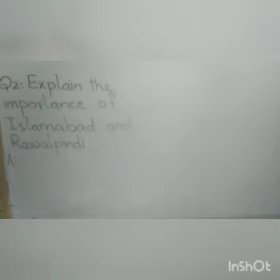 Q2: Explain the
importance of
Islamabad and
Rawalpindi
A
InShOt